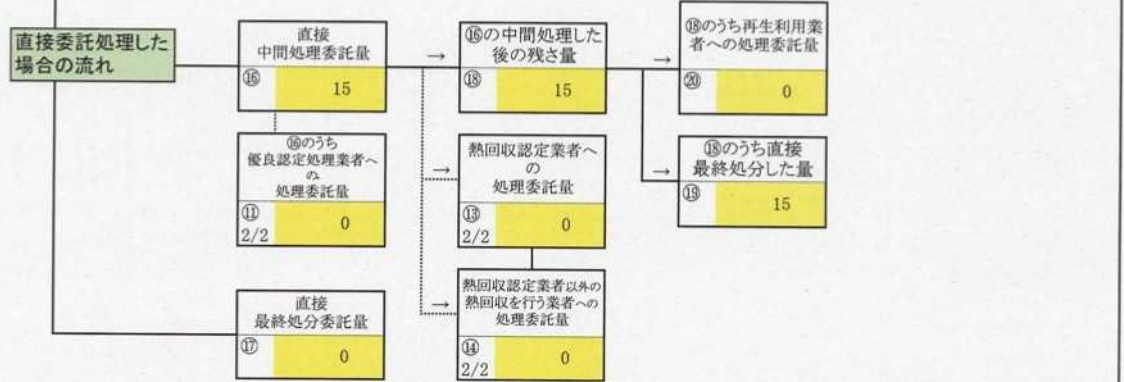 直接委託処理した
場合の流れ
直接
中間処理委託量
⑯
15
→
⑯の中間処理した
後の残さ量
⑱
15
→
⑱のうち再生利用業
者への処理委託量
⑳
0
⑯のうち
優良認定処理業者へ
の
処理委託量
⑪
2/2
0
→
熱回収認定業者へ
の
処理委託量
⑬
2/2
0
→
⑱のうち直接
最終処分した量
⑲
15
直接
最終処分委託量
⑰
0
→
熱回収認定業者以外の
熱回収を行う業者への
処理委託量
⑭
2/2
0